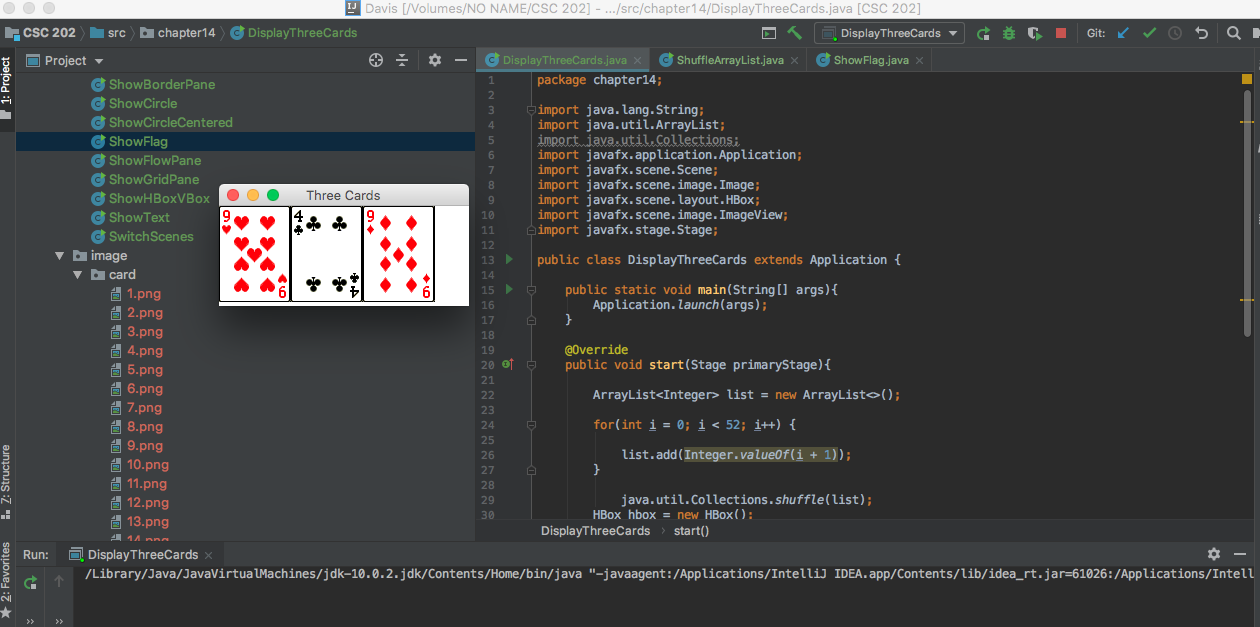 Davis [/Volumes/NO NAME/CSC 202] - .../src/chapter14/DisplayThreeCards.java [CSC 202]
CSC 202 src chapter14 DisplayThreeCards
DisplayThreeCards Git:
1: Project
7: Structure
2: Favorites
Project
ShowBorderPane
ShowCircle
ShowCircleCentered
ShowFlag
ShowFlowPane
ShowGridPane
ShowHBoxVBox
ShowText
SwitchScenes
image
card
1.png
2.png
3.png
4.png
5.png
6.png
7.png
8.png
9.png
10.png
11.png
12.png
13.png
14.png
Three Cards
9 4 9
9 4 9
DisplayThreeCards.java ShuffleArrayList.java ShowFlag.java
1 package chapter14;
2
3 import java.lang.String;
4 import java.util.ArrayList;
5 import java.util.Collections;
6 import javafx.application.Application;
7 import javafx.scene.Scene;
8 import javafx.scene.image.Image;
9 import javafx.scene.layout.HBox;
10 import javafx.scene.image.ImageView;
11 import javafx.stage.Stage;
12
13 public class DisplayThreeCards extends Application {
14
15 public static void main(String[] args){
16 Application.launch(args);
17 }
18
19 @Override
20 public void start(Stage primaryStage){
21
22 ArrayList<Integer> list = new ArrayList<>();
23
24 for(int i = 0; i < 52; i++) {
25
26 list.add(Integer.valueOf(i + 1));
27 }
28
29 java.util.Collections.shuffle(list);
30 HBox hbox = new HBox();
DisplayThreeCards › start()
Run: DisplayThreeCards
/Library/Java/JavaVirtualMachines/jdk-10.0.2.jdk/Contents/Home/bin/java "-javaagent:/Applications/IntelliJ IDEA.app/Contents/lib/idea_rt.jar=61026:/Applications/Intell